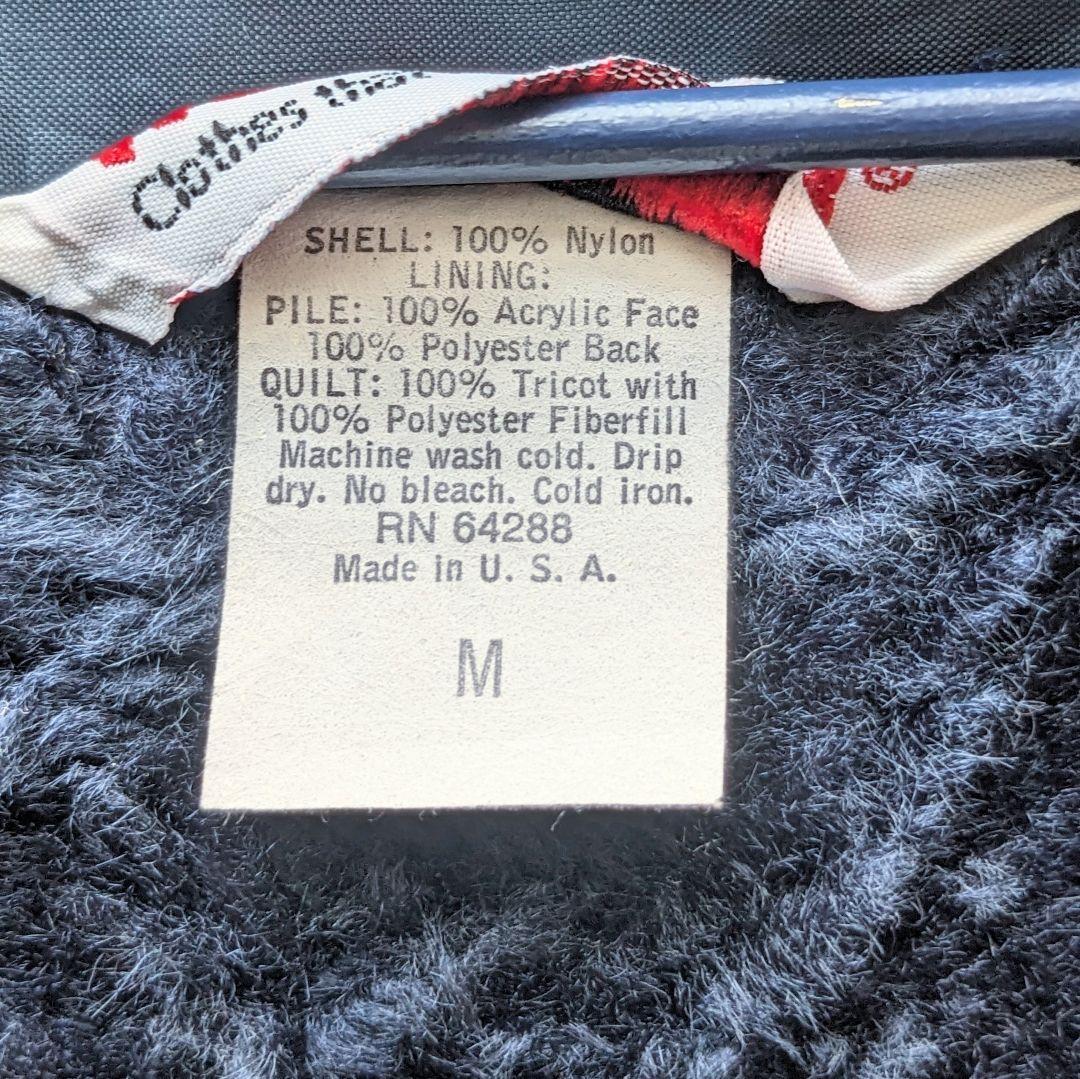 Clothes that
SHELL: 100% Nylon
LINING:
PILE: 100% Acrylic Face
100% Polyester Back
QUILT: 100% Tricot with
100% Polyester Fiberfill
Machine wash cold. Drip
dry. No bleach. Cold iron.
RN 64288
Made in U. S. A.
M